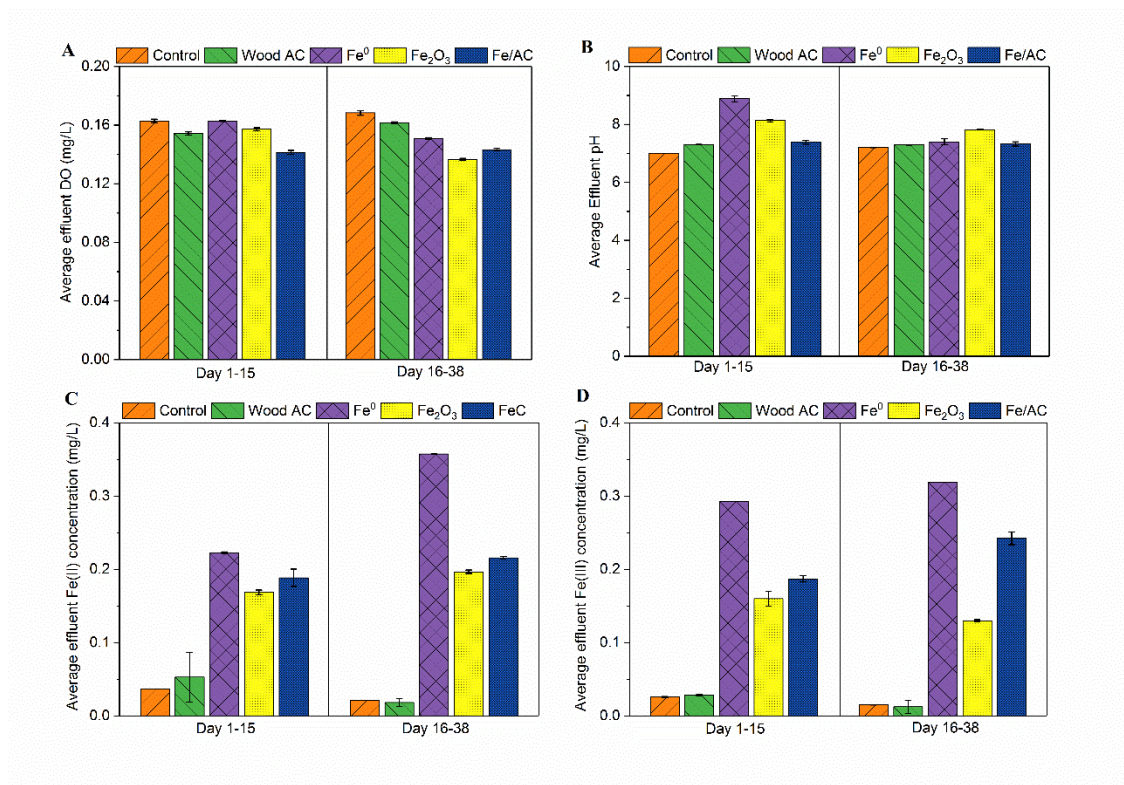 A
Control Wood AC Fe⁰ Fe₂O₃ Fe/AC
Average effluent DO (mg/L)
0.20
0.16
0.12
0.08
0.04
0.00
Day 1-15 Day 16-38
B
Control Wood AC Fe⁰ Fe₂O₃ Fe/AC
Average Effluent pH
10
8
6
4
2
0
Day 1-15 Day 16-38
C
Control Wood AC Fe⁰ Fe₂O₃ FeC
Average effluent Fe(II) concentration (mg/L)
0.4
0.3
0.2
0.1
0.0
Day 1-15 Day 16-38
D
Control Wood AC Fe⁰ Fe₂O₃ Fe/AC
Average effluent Fe(III) concentration (mg/L)
0.4
0.3
0.2
0.1
0.0
Day 1-15 Day 16-38